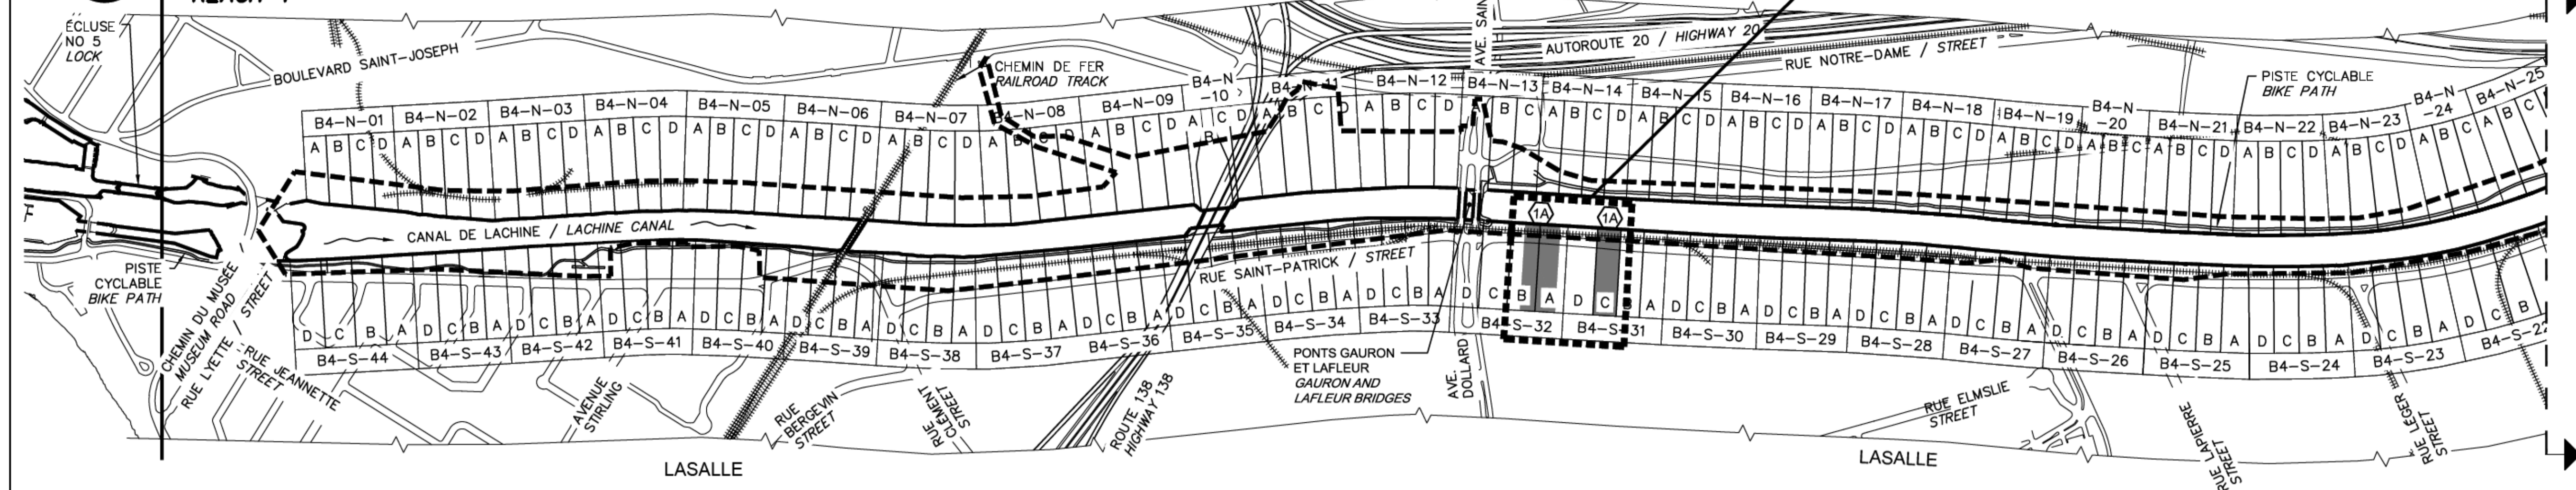 ÉCLUSE
NO 5
LOCK
BOULEVARD SAINT-JOSEPH
CHEMIN DE FER
RAILROAD TRACK
AUTOROUTE 20 / HIGHWAY 20
RUE NOTRE-DAME / STREET
PISTE CYCLABLE
BIKE PATH
B4-N-01 B4-N-02 B4-N-03 B4-N-04 B4-N-05 B4-N-06 B4-N-07 B4-N-08 B4-N-09 B4-N
-10 B4-N-11 B4-N-12 B4-N-13 B4-N-14 B4-N-15 B4-N-16 B4-N-17 B4-N-18 B4-N-19 B4-N
-20 B4-N-21 B4-N-22 B4-N-23 B4-N
-24 B4-N-25
A B C D A B C D A B C D A B C D A B C D A B C D A B C D A B C D A B C D A B C D A B C D A B C D A B C A B C D A B C D A B C D A B C D A B C D A B C D A B C A B C D A B C D A B C D A B C A B C
CANAL DE LACHINE / LACHINE CANAL
1A
1A
PISTE
CYCLABLE
BIKE PATH
RUE SAINT-PATRICK / STREET
D C B A D C B A D C B A D C B A D C B A D C B A D C B A D C B A D C B A D C B A D C B A D C B A D C B A D C B A D C B A D C B A D C B A D C B A D C B A D C B A D C B A D C B A D C B
B4-S-44 B4-S-43 B4-S-42 B4-S-41 B4-S-40 B4-S-39 B4-S-38 B4-S-37 B4-S-36 B4-S-35 B4-S-34 B4-S-33 B4-S-32 B4-S-31 B4-S-30 B4-S-29 B4-S-28 B4-S-27 B4-S-26 B4-S-25 B4-S-24 B4-S-23
CHEMIN DU MUSÉE
MUSEUM ROAD
RUE LYETTE / STREET
RUE JEANNETTE
STREET
AVENUE
STIRLING
RUE
BERGEVIN
STREET
RUE
CLÉMENT
STREET
ROUTE 138
HIGHWAY 138
PONTS GAURON
ET LAFLEUR
GAURON AND
LAFLEUR BRIDGES
AVE.
DOLLARD
RUE ELMSLIE
STREET
RUE LAPIERRE
STREET
RUE LÉGER
STREET
LASALLE
LASALLE